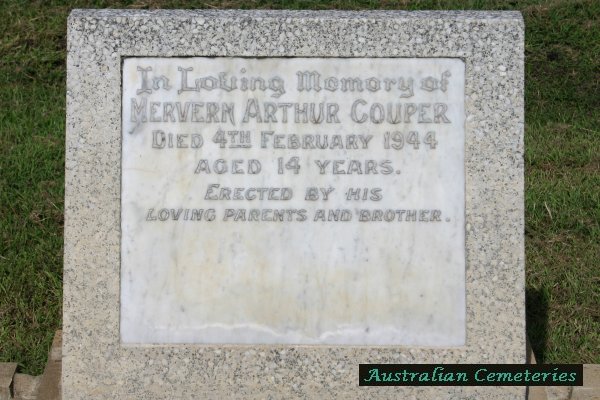 In Loving Memory of
MERVERN ARTHUR COUPER
DIED 4TH FEBRUARY 1944
AGED 14 YEARS.
ERECTED BY HIS
LOVING PARENTS AND BROTHER.
Australian Cemeteries